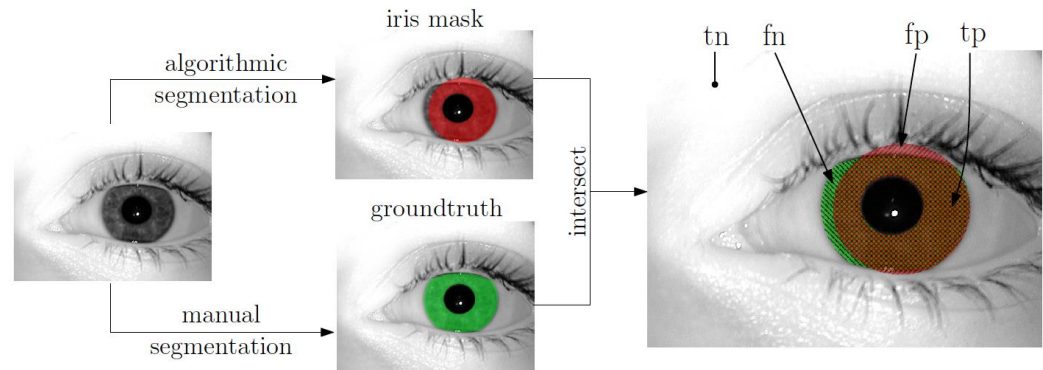 iris mask
algorithmic
segmentation
groundtruth
manual
segmentation
intersect
tn
fn
fp
tp